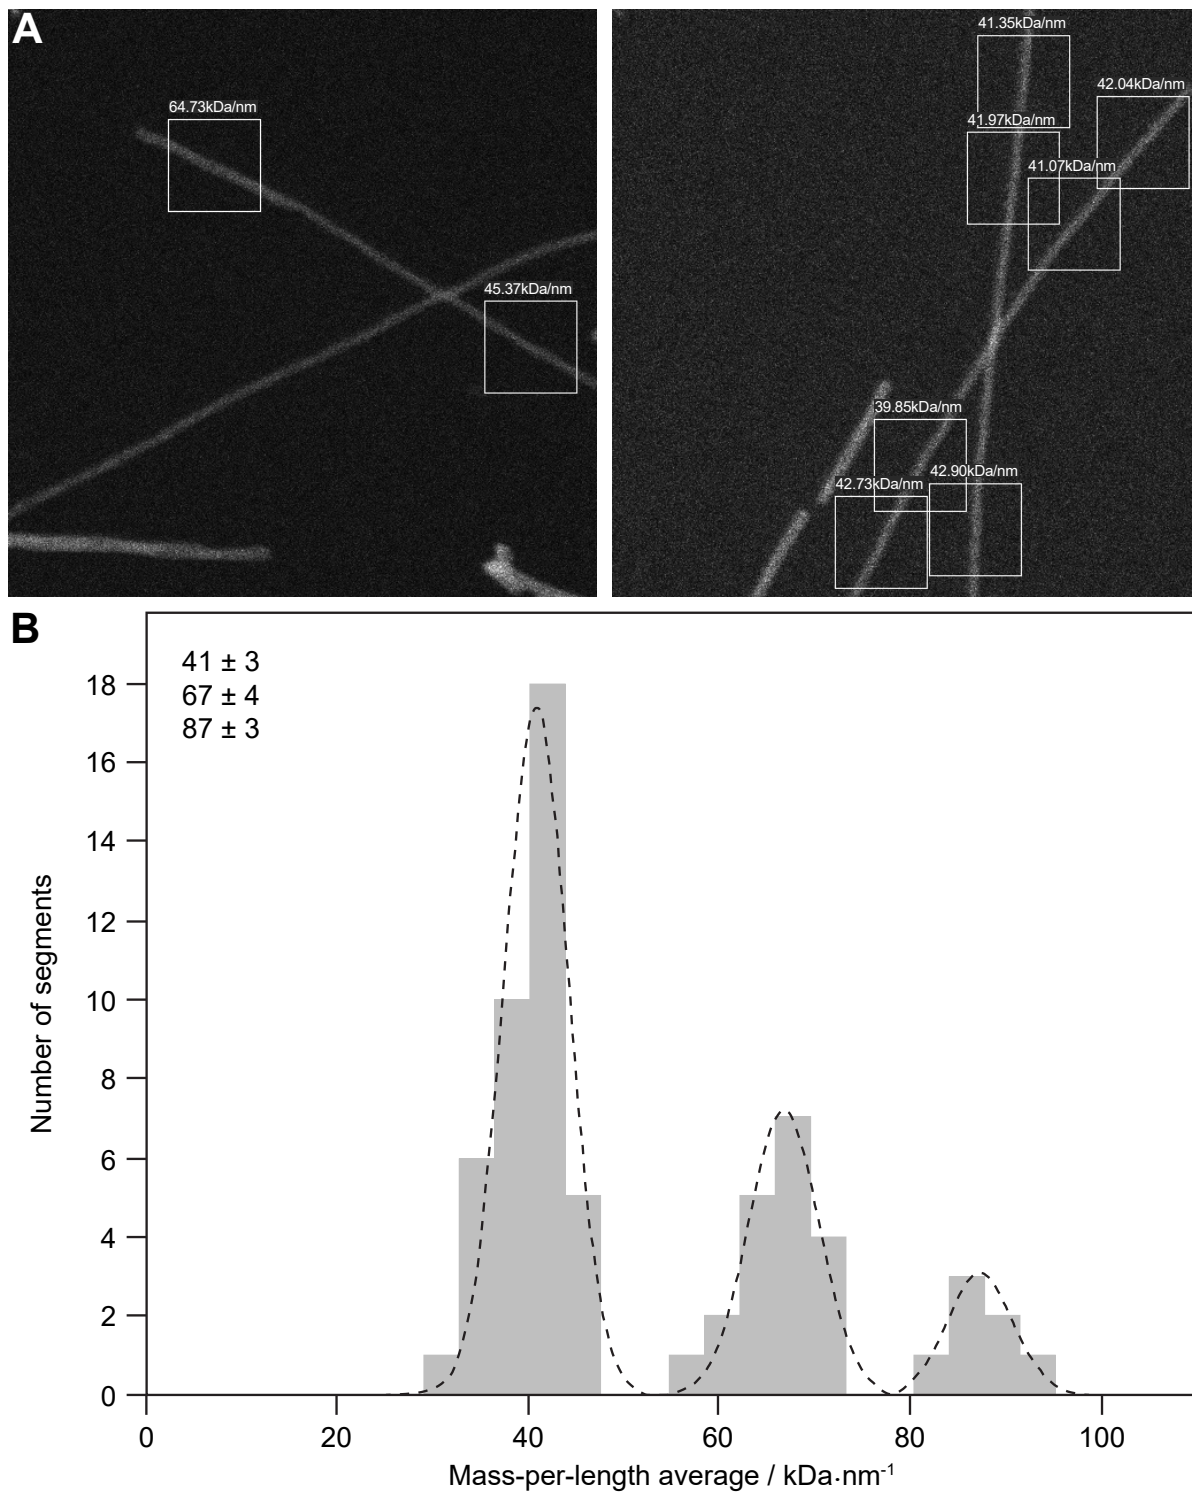 A
64.73kDa/nm
45.37kDa/nm
41.35kDa/nm
42.04kDa/nm
41.97kDa/nm
41.07kDa/nm
39.85kDa/nm
42.90kDa/nm
42.73kDa/nm
B
41 ± 3
67 ± 4
87 ± 3
18
16
14
12
10
8
6
4
2
0
Number of segments
0 20 40 60 80 100
Mass-per-length average / kDa·nm⁻¹